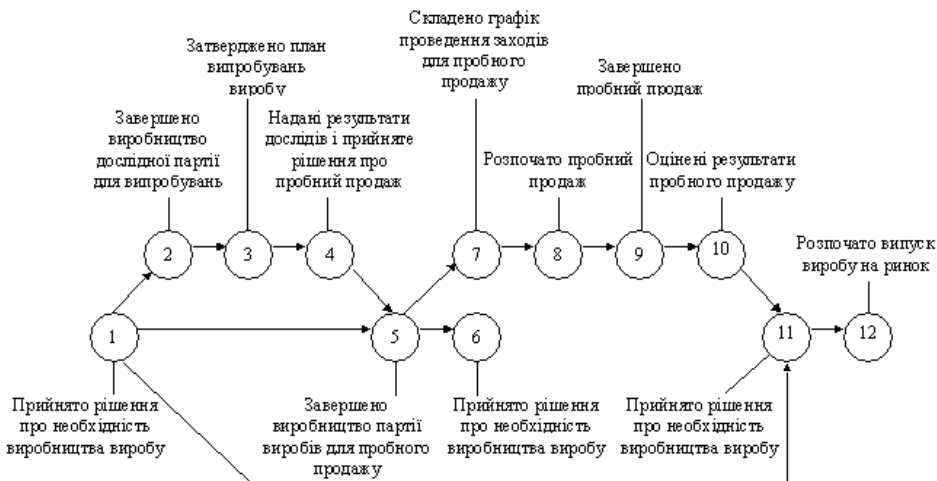 Складено графік
проведення заходів
для пробного
продажу
Затверджено план
випробувань
виробу
Завершено
пробний продаж
Завершено
виробництво
дослідної партії
для випробувань
Надані результати
дослідів і прийняте
рішення про
пробний продаж
Розпочато пробний
продаж
Оцінені результати
пробного продажу
Розпочато випуск
виробу на ринок
2
3
4
7
8
9
10
1
5
6
11
12
Прийнято рішення
про необхідність
виробництва виробу
Завершено
виробництво партії
виробів для пробного
продажу
Прийнято рішення
про необхідність
виробництва виробу
Прийнято рішення
про необхідність
виробництва виробу